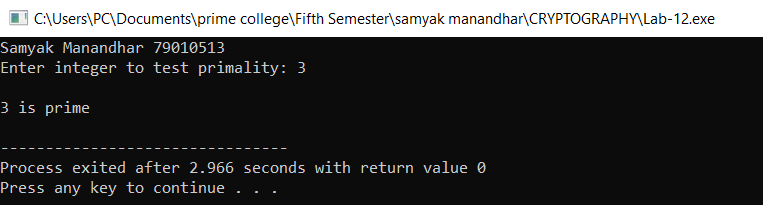 C:\Users\PC\Documents\prime college\Fifth Semester\samyak manandhar\CRYPTOGRAPHY\Lab-12.exe
Samyak Manandhar 79010513
Enter integer to test primality: 3
3 is prime
--------------------------------
Process exited after 2.966 seconds with return value 0
Press any key to continue . . .